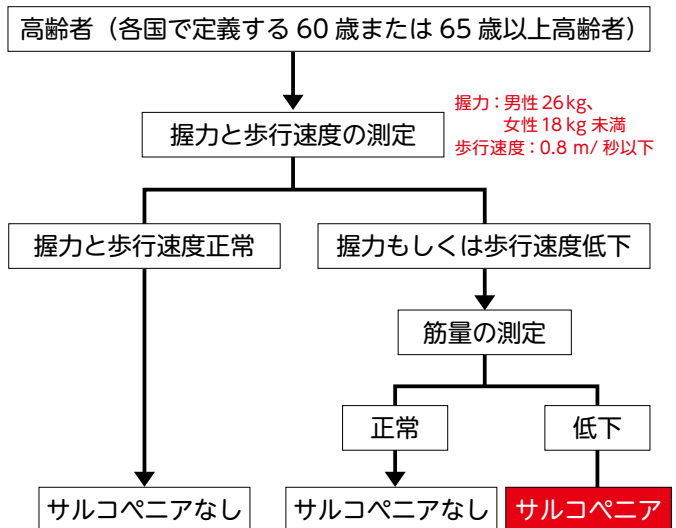 高齢者（各国で定義する 60 歳または 65 歳以上高齢者）
握力と歩行速度の測定
握力：男性 26 kg、
女性 18 kg 未満
歩行速度：0.8 m/ 秒以下
握力と歩行速度正常
握力もしくは歩行速度低下
筋量の測定
正常
低下
サルコペニアなし
サルコペニアなし
サルコペニア